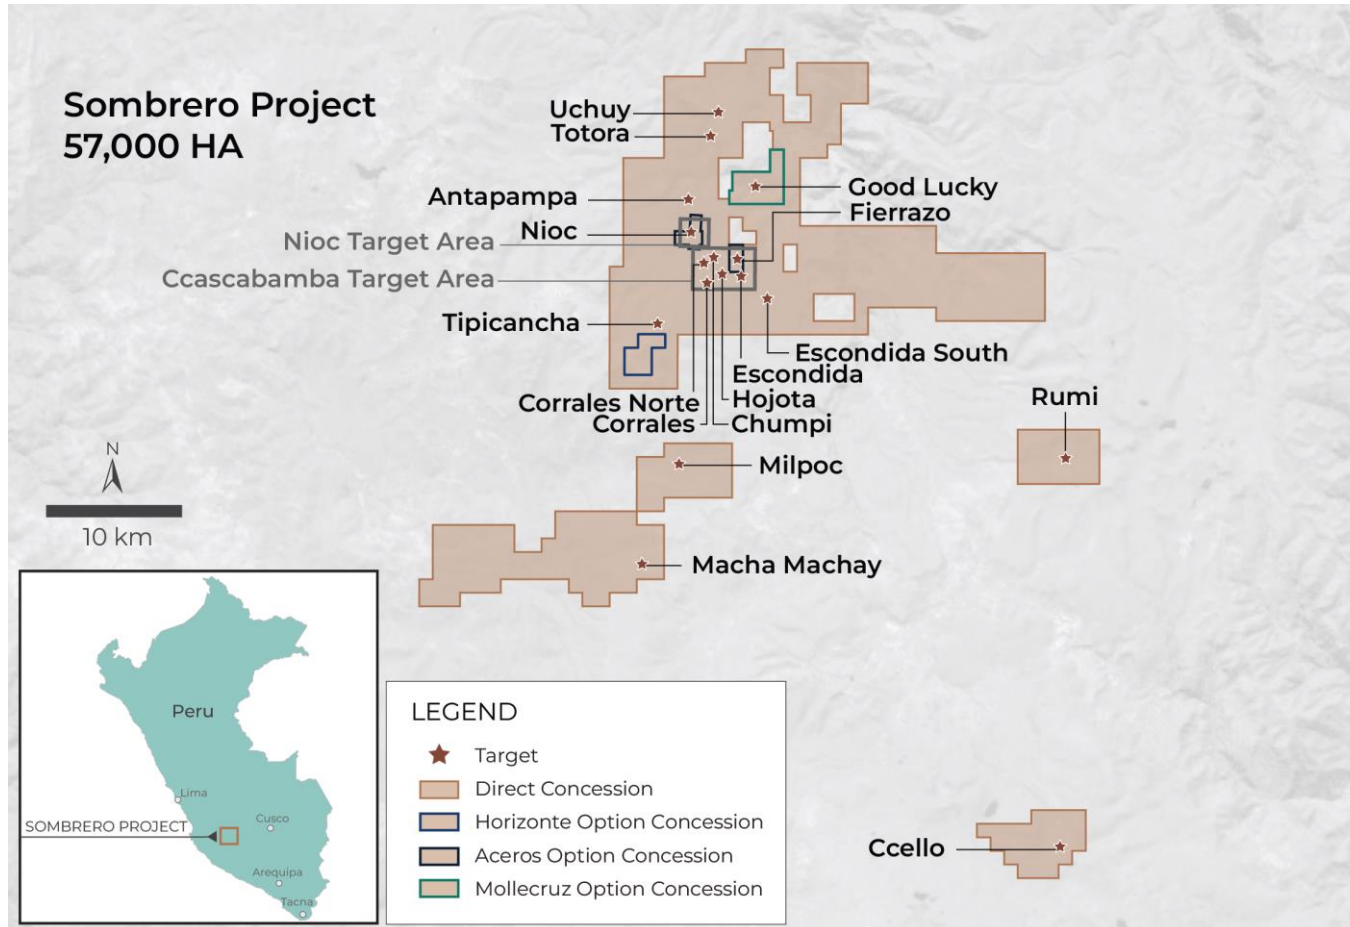 Sombrero Project
57,000 HA
Uchuy
Totora
Antapampa
Good Lucky
Fierrazo
Nioc
Nioc Target Area
Ccascabamba Target Area
Tipicancha
Escondida South
Escondida
Corrales Norte
Hojota
Corrales
Chumpi
Rumi
Milpoc
N
10 km
Macha Machay
Peru
Lima
SOMBRERO PROJECT
Cusco
Arequipa
Tacna
LEGEND
Target
Direct Concession
Horizonte Option Concession
Aceros Option Concession
Mollecruz Option Concession
Ccello